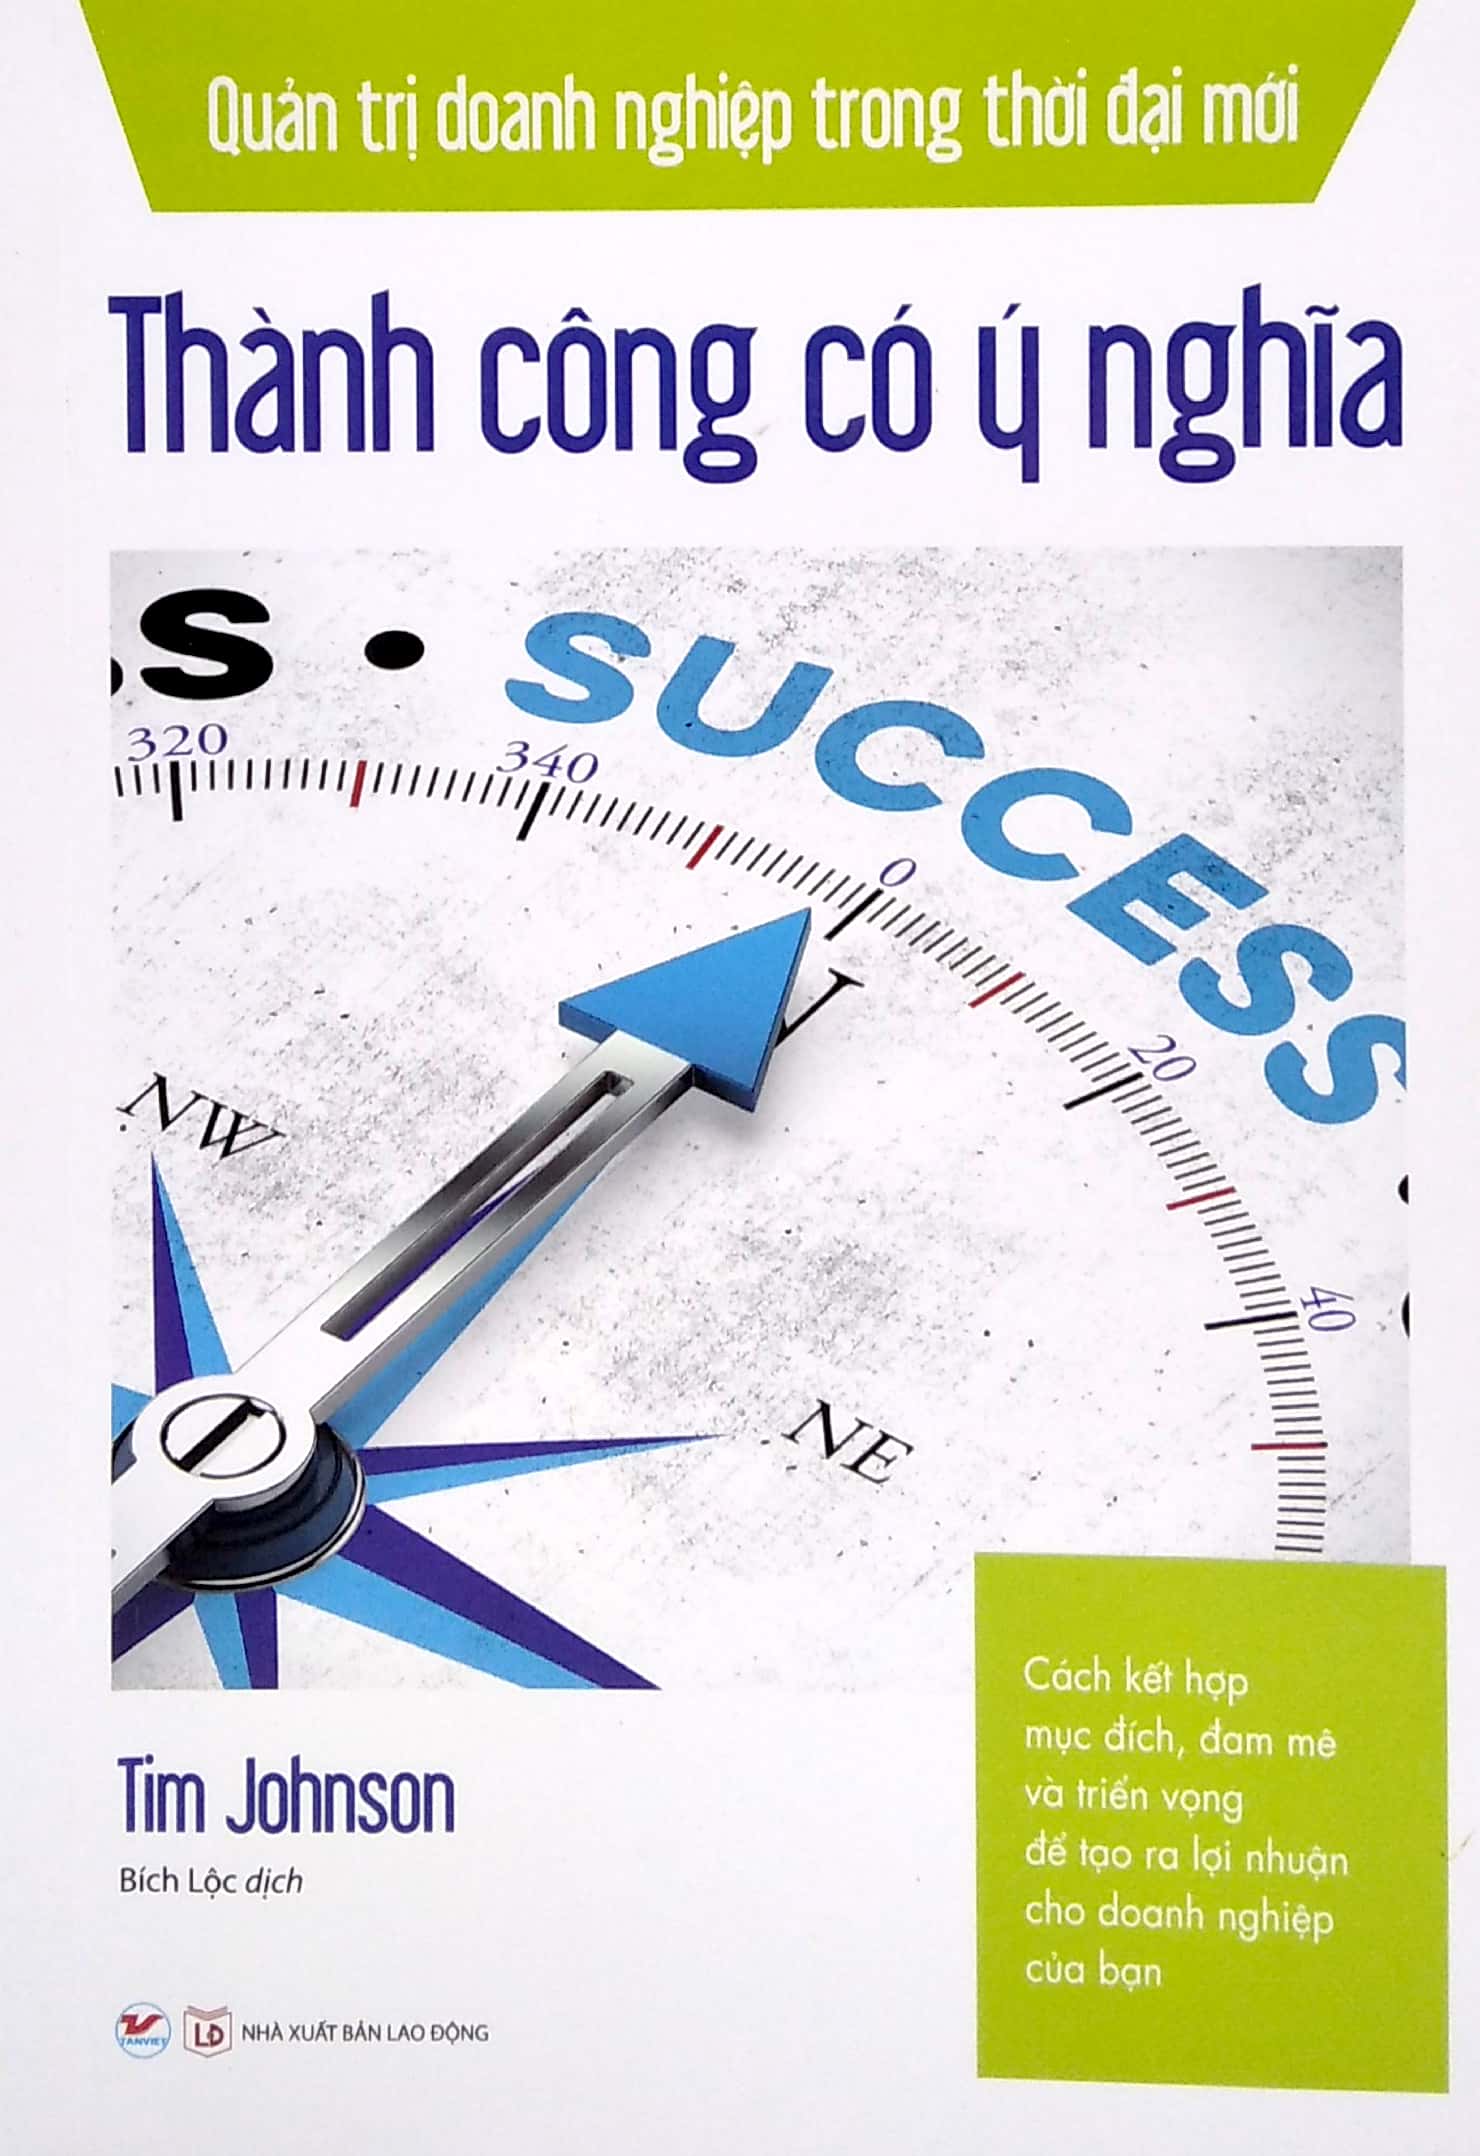 Quản trị doanh nghiệp trong thời đại mới
Thành công có ý nghĩa
S • SUCCESS
320
340
0
20
40
NW
NE
Cách kết hợp
mục đích, đam mê
và triển vọng
để tạo ra lợi nhuận
cho doanh nghiệp
của bạn
Tim Johnson
Bích Lộc dịch
TANVIET
LĐ NHÀ XUẤT BẢN LAO ĐỘNG